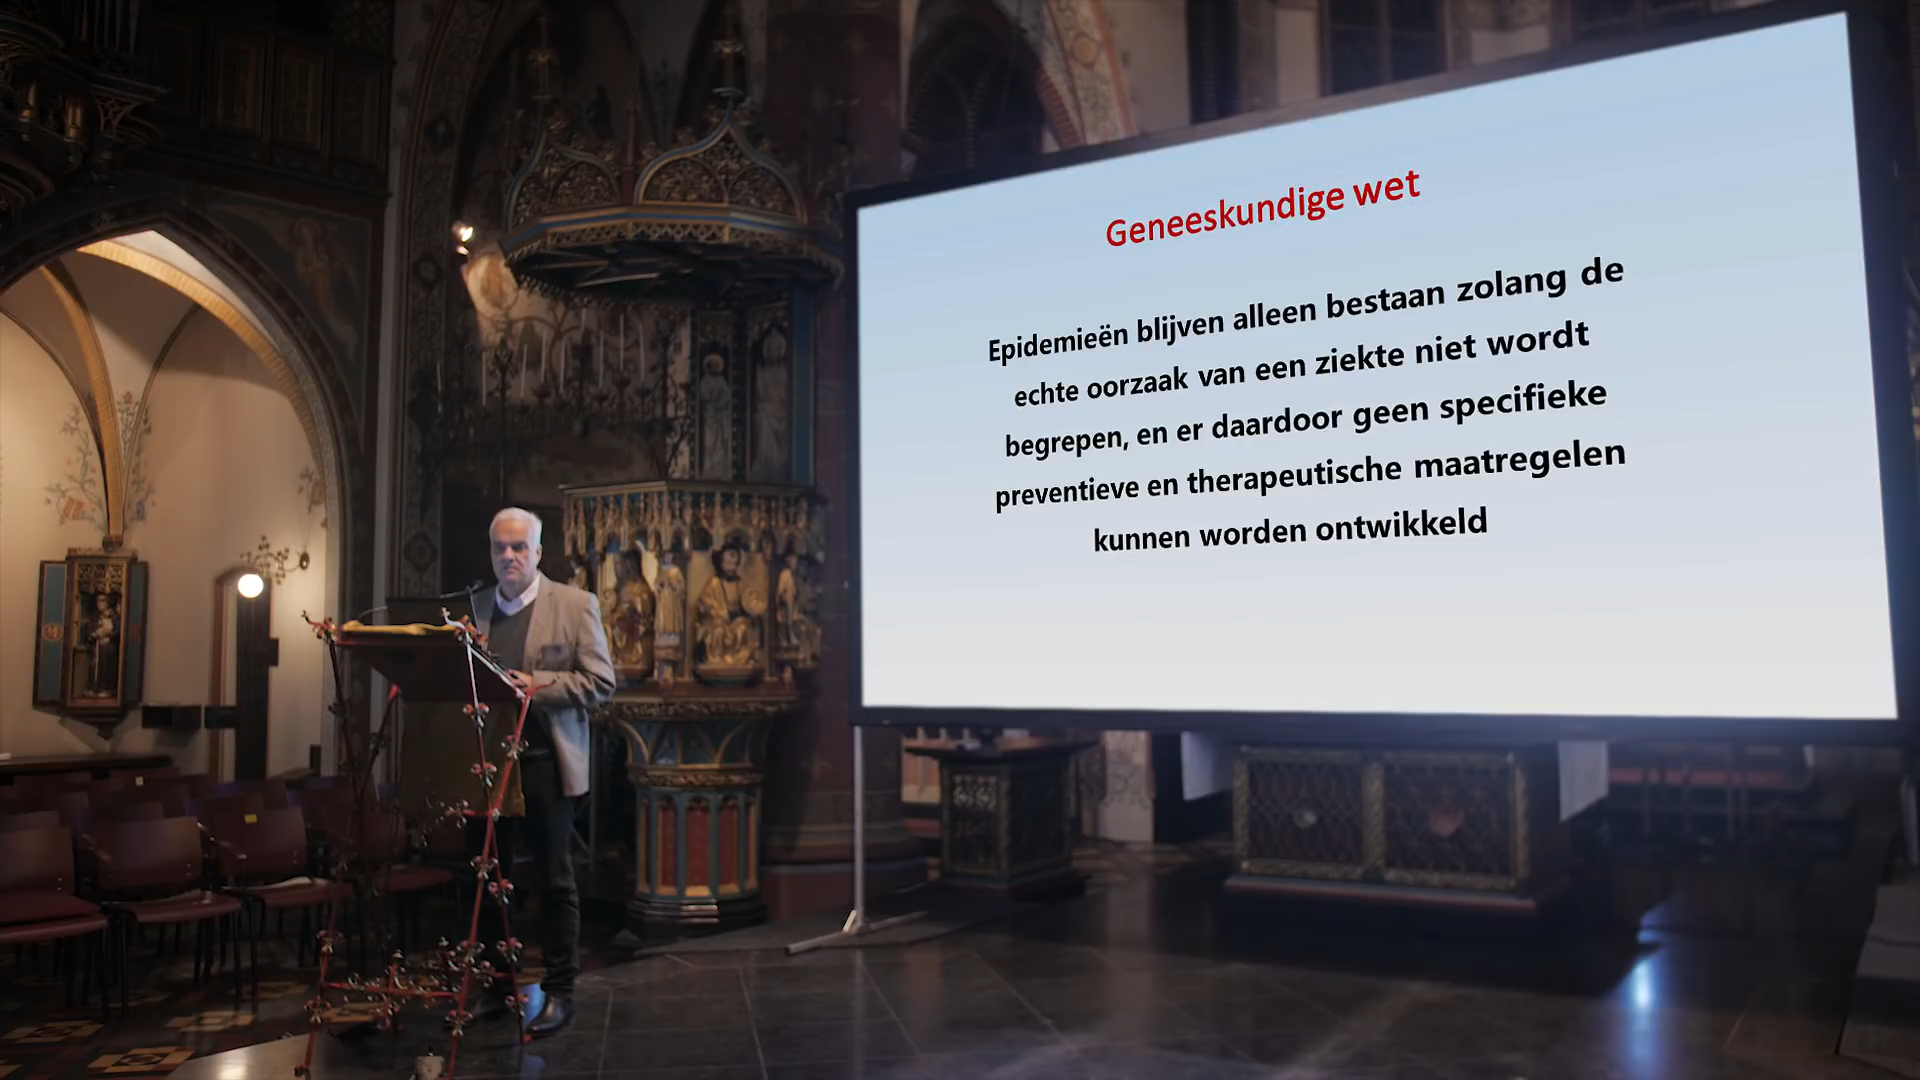 Geneeskundige wet
Epidemieën blijven alleen bestaan zolang de
echte oorzaak van een ziekte niet wordt
begrepen, en er daardoor geen specifieke
preventieve en therapeutische maatregelen
kunnen worden ontwikkeld